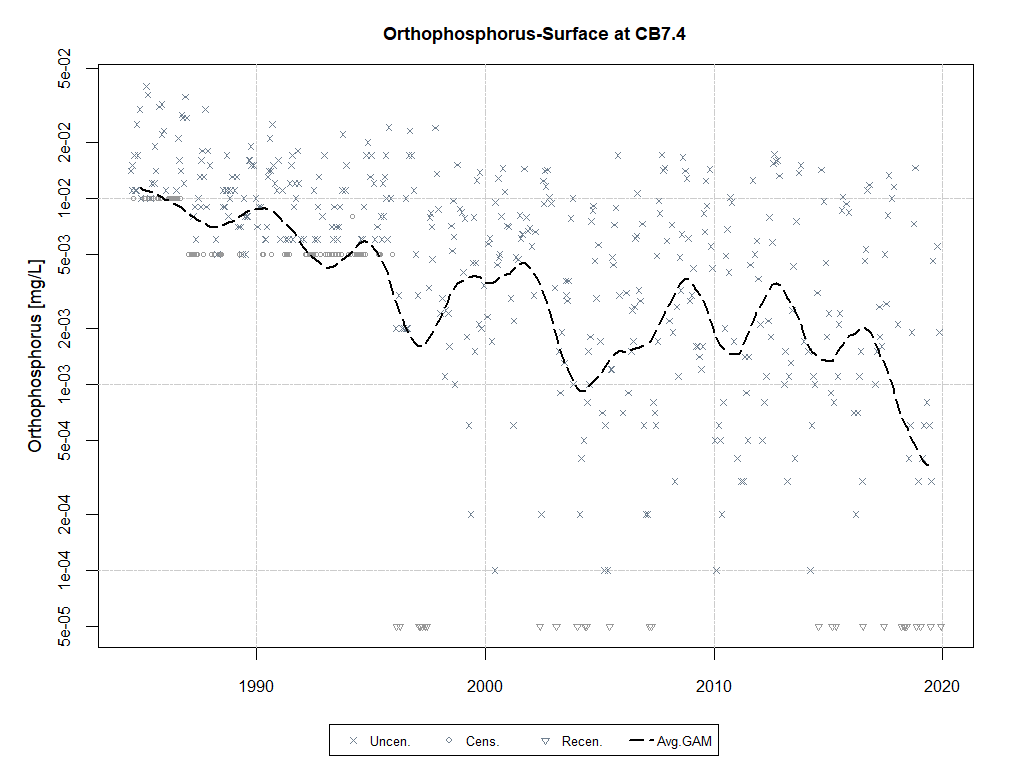 Orthophosphorus-Surface at CB7.4
Orthophosphorus [mg/L]
5e-02
2e-02
1e-02
5e-03
2e-03
1e-03
5e-04
2e-04
1e-04
5e-05
1990 2000 2010 2020
Uncen. Cens. Recen. Avg.GAM